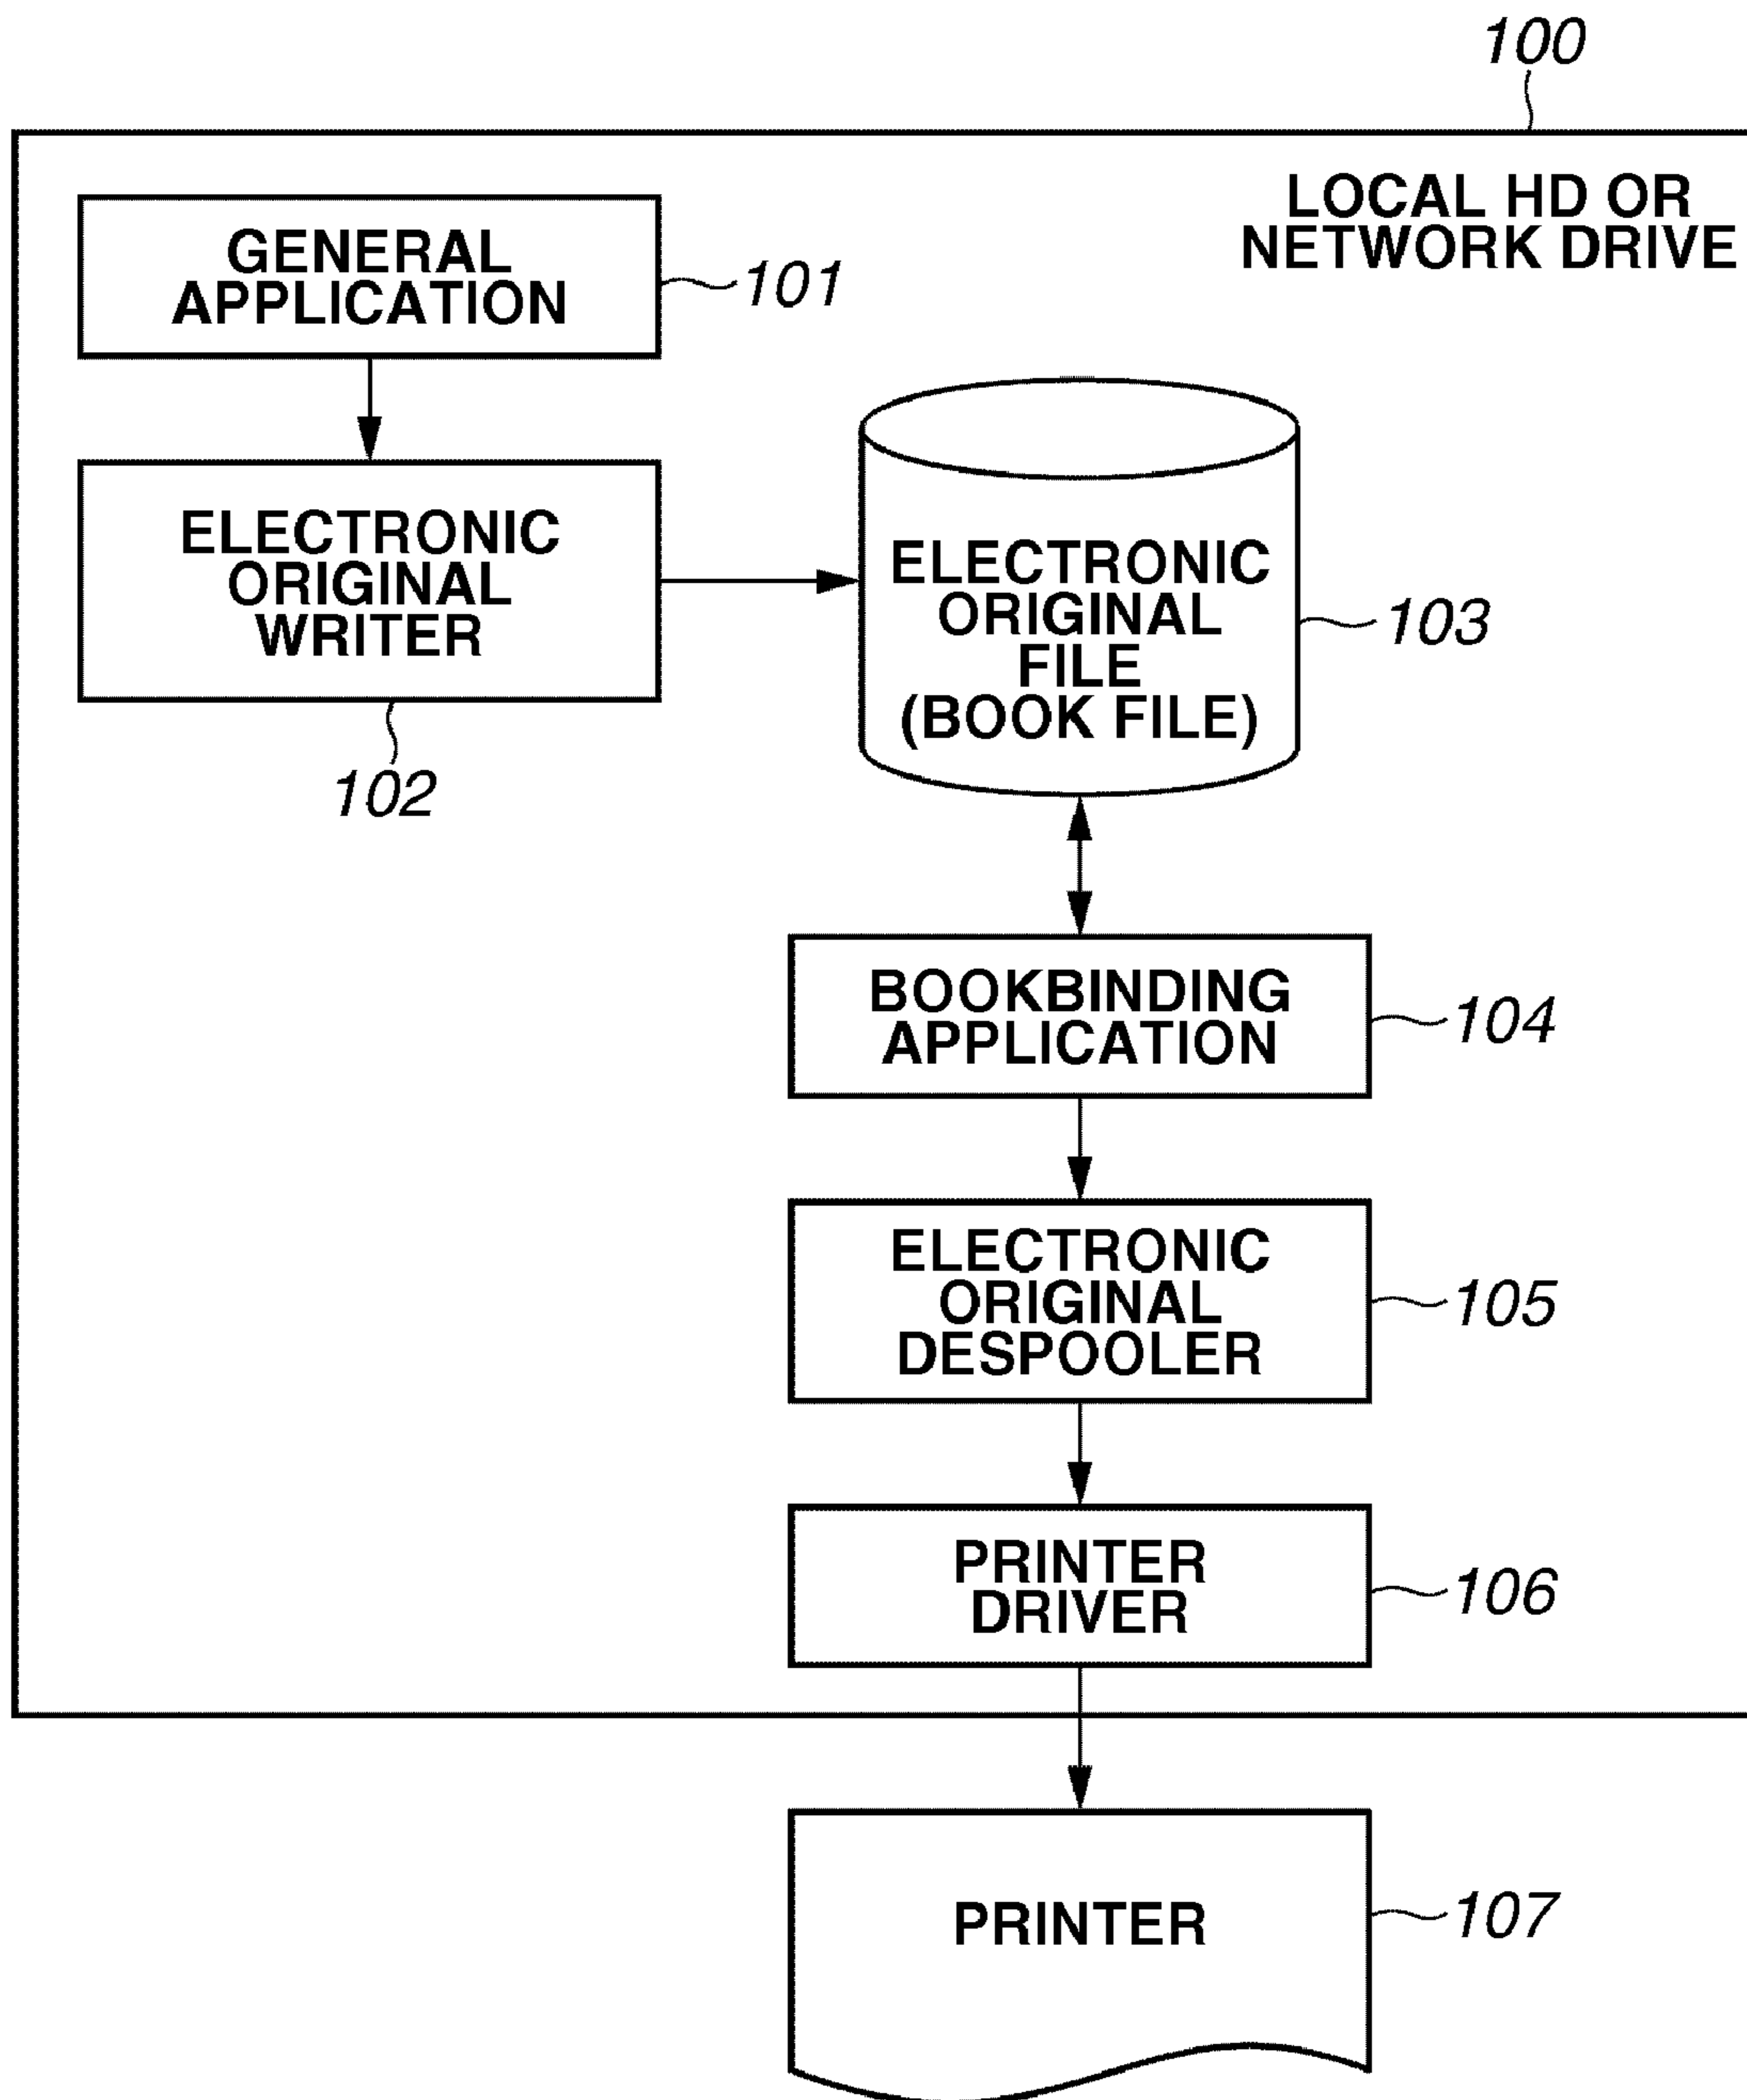 100
LOCAL HD OR
NETWORK DRIVE
GENERAL
APPLICATION
101
ELECTRONIC
ORIGINAL
WRITER
102
ELECTRONIC
ORIGINAL
FILE
(BOOK FILE)
103
BOOKBINDING
APPLICATION
104
ELECTRONIC
ORIGINAL
DESPOOLER
105
PRINTER
DRIVER
106
PRINTER
107